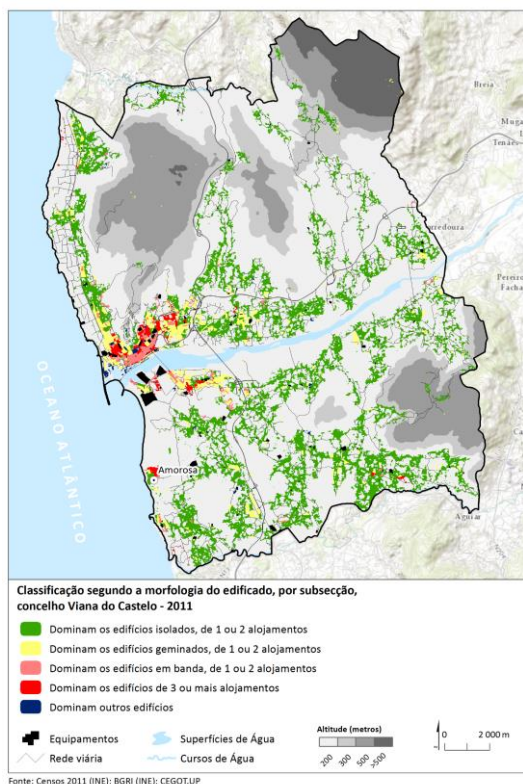 Breia
OCEANO ATLÂNTICO
Amorosa
Aguiar
Classificação segundo a morfologia do edificado, por subsecção,
concelho Viana do Castelo - 2011
Dominam os edifícios isolados, de 1 ou 2 alojamentos
Dominam os edifícios geminados, de 1 ou 2 alojamentos
Dominam os edifícios em banda, de 1 ou 2 alojamentos
Dominam os edifícios de 3 ou mais alojamentos
Dominam outros edifícios
Equipamentos
Superfícies de Água
Rede viária
Cursos de Água
Altitude (metros)
200 300 500 >500
0 2 000 m
Fonte: Censos 2011 (INE); BGRI (INE); CEGOT.UP